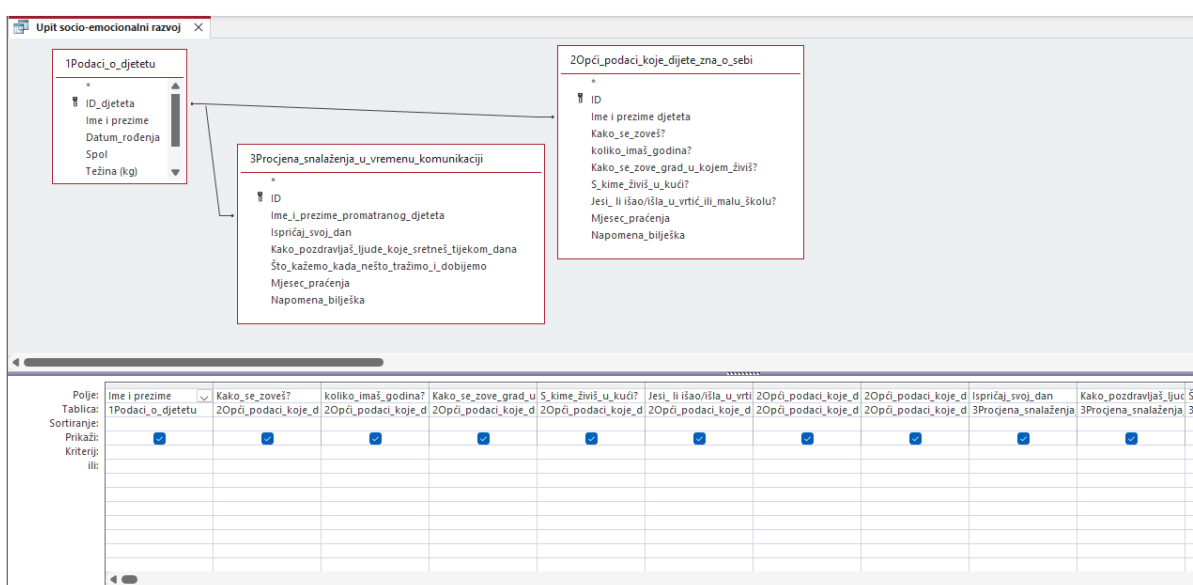 Upit socio-emocionalni razvoj
1Podaci_o_djetetu
*
ID_djeteta
Ime i prezime
Datum_rođenja
Spol
Težina (kg)
3Procjena_snalaženja_u_vremenu_komunikaciji
*
ID
Ime_i_prezime_promatranog_djeteta
Ispričaj_svoj_dan
Kako_pozdravljaš_ljude_koje_sretneš_tijekom_dana
Što_kažemo_kada_nešto_tražimo_i_dobijemo
Mjesec_praćenja
Napomena_bilješka
2Opći_podaci_koje_dijete_zna_o_sebi
*
ID
Ime i prezime djeteta
Kako_se_zoveš?
koliko_imaš_godina?
Kako_se_zove_grad_u_kojem_živiš?
S_kime_živiš_u_kući?
Jesi_ li išao/išla_u_vrtić_ili_malu_školu?
Mjesec_praćenja
Napomena_bilješka
Polje: Ime i prezime Kako_se_zoveš? koliko_imaš_godina? Kako_se_zove_grad_u S_kime_živiš_u_kući? Jesi_ li išao/išla_u_vrti 2Opći_podaci_koje_d 2Opći_podaci_koje_d Ispričaj_svoj_dan Kako_pozdravljaš_ljud Š
Tablica: 1Podaci_o_djetetu 2Opći_podaci_koje_d 2Opći_podaci_koje_d 2Opći_podaci_koje_d 2Opći_podaci_koje_d 2Opći_podaci_koje_d 2Opći_podaci_koje_d 2Opći_podaci_koje_d 3Procjena_snalaženja 3Procjena_snalaženja 3
Sortiranje:
Prikaži:
Kriterij:
ili: